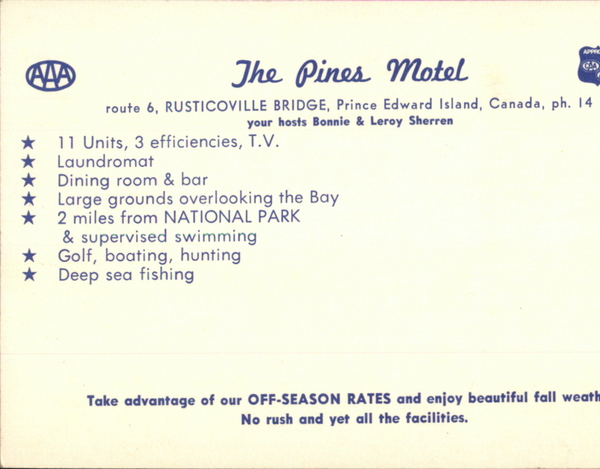 AAA
The Pines Motel
APPRO
CAA
route 6, RUSTICOVILLE BRIDGE, Prince Edward Island, Canada, ph. 14
your hosts Bonnie & Leroy Sherren
★ 11 Units, 3 efficiencies, T.V.
★ Laundromat
★ Dining room & bar
★ Large grounds overlooking the Bay
★ 2 miles from NATIONAL PARK
& supervised swimming
★ Golf, boating, hunting
★ Deep sea fishing
Take advantage of our OFF-SEASON RATES and enjoy beautiful fall weath
No rush and yet all the facilities.